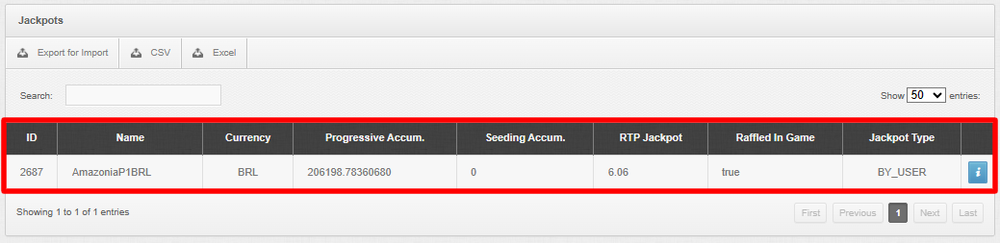 Jackpots
Export for Import CSV Excel
Search: Show 50 entries:
ID Name Currency Progressive Accum. Seeding Accum. RTP Jackpot Raffled In Game Jackpot Type
2687 AmazoniaP1BRL BRL 206198.78360680 0 6.06 true BY_USER i
Showing 1 to 1 of 1 entries First Previous 1 Next Last